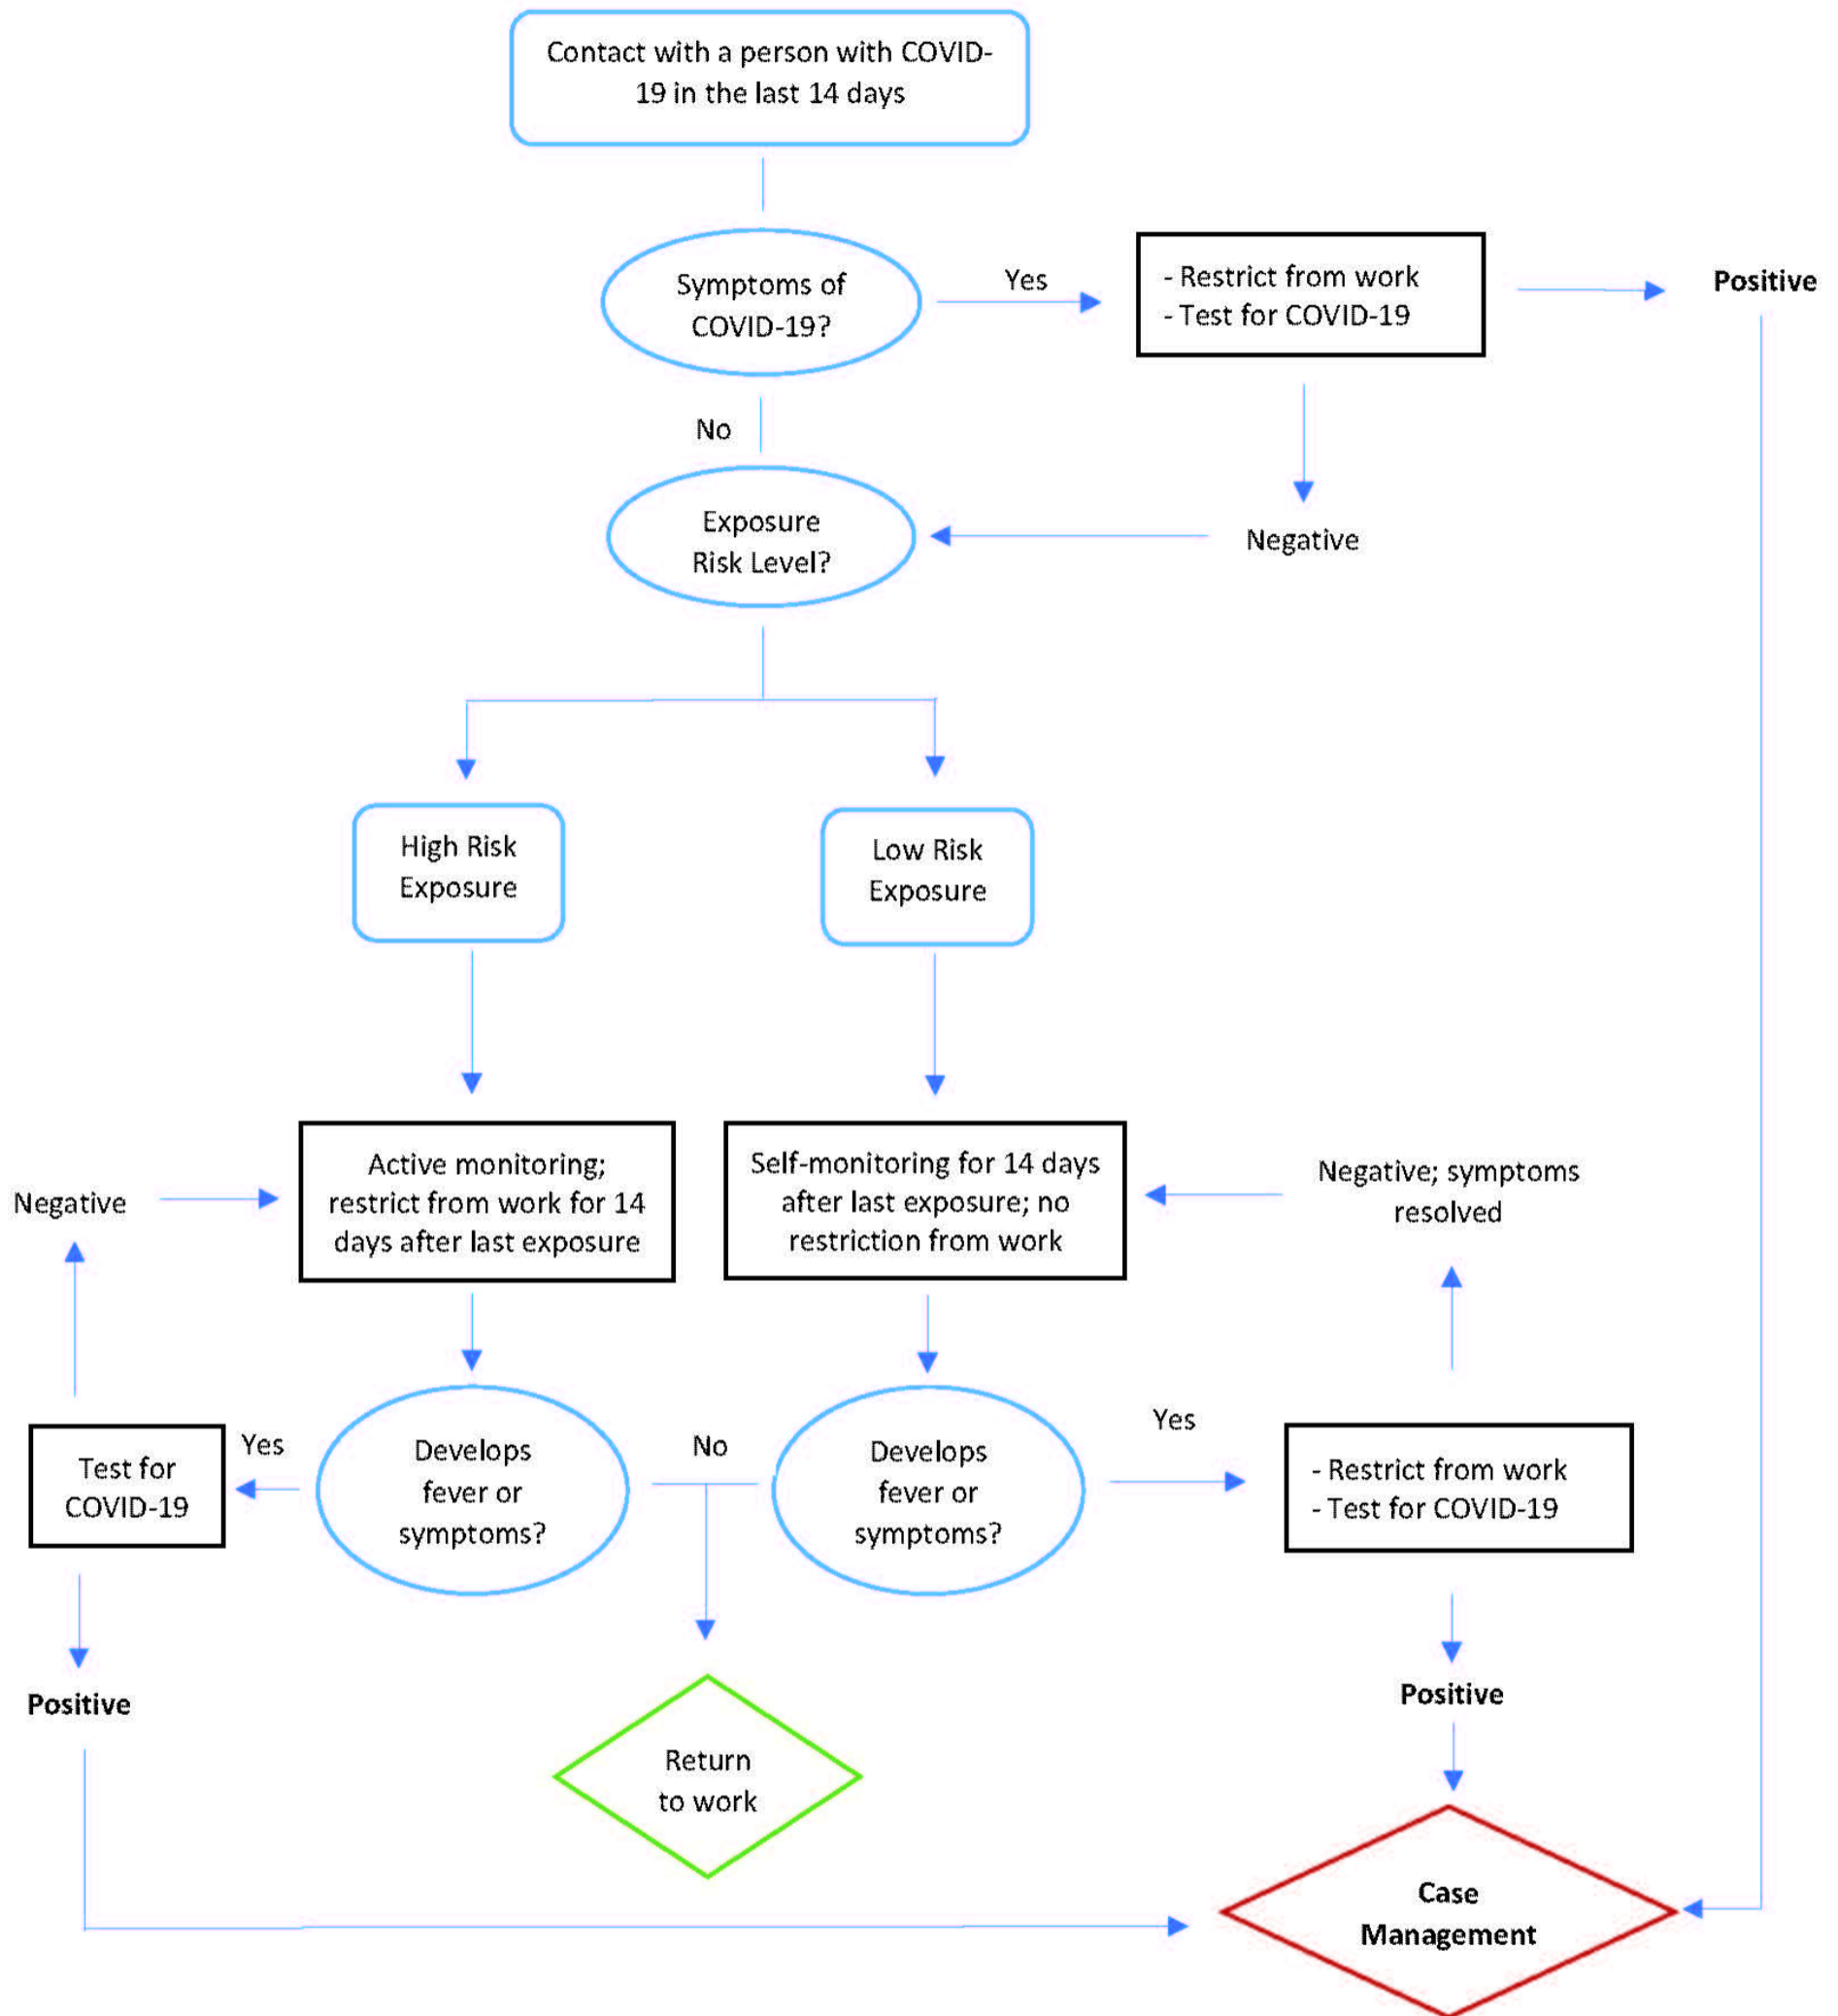 Contact with a person with COVID-
19 in the last 14 days
Symptoms of
COVID-19?
Yes
- Restrict from work
- Test for COVID-19
Positive
No
Exposure
Risk Level?
Negative
High Risk
Exposure
Low Risk
Exposure
Negative
Active monitoring;
restrict from work for 14
days after last exposure
Self-monitoring for 14 days
after last exposure; no
restriction from work
Negative; symptoms
resolved
Test for
COVID-19
Yes
Develops
fever or
symptoms?
No
Develops
fever or
symptoms?
Yes
- Restrict from work
- Test for COVID-19
Positive
Return
to work
Positive
Case
Management